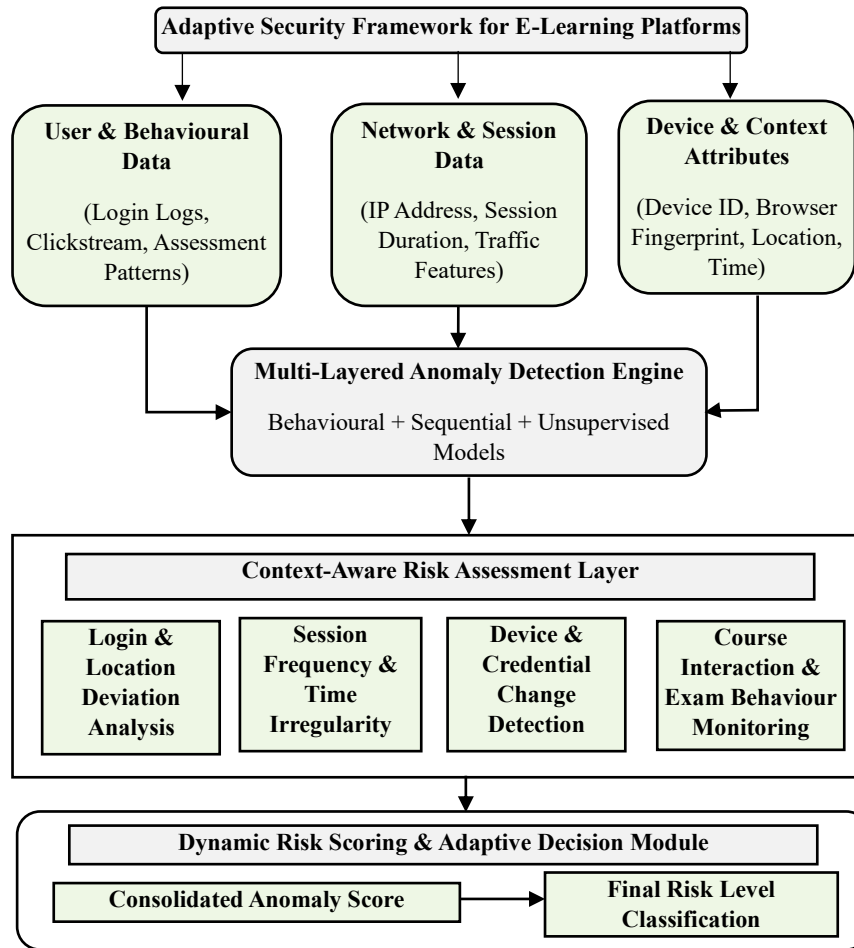 Adaptive Security Framework for E-Learning Platforms
User & Behavioural
Data
(Login Logs,
Clickstream, Assessment
Patterns)
Network & Session
Data
(IP Address, Session
Duration, Traffic
Features)
Device & Context
Attributes
(Device ID, Browser
Fingerprint, Location,
Time)
Multi-Layered Anomaly Detection Engine
Behavioural + Sequential + Unsupervised
Models
Context-Aware Risk Assessment Layer
Login &
Location
Deviation
Analysis
Session
Frequency &
Time
Irregularity
Device &
Credential
Change
Detection
Course
Interaction &
Exam Behaviour
Monitoring
Dynamic Risk Scoring & Adaptive Decision Module
Consolidated Anomaly Score
Final Risk Level
Classification